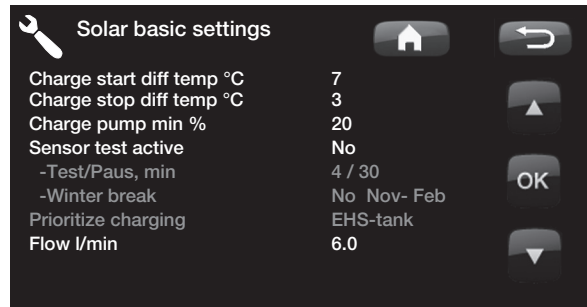 Solar basic settings
Charge start diff temp °C 7
Charge stop diff temp °C 3
Charge pump min % 20
Sensor test active No
-Test/Paus, min 4 / 30
-Winter break No Nov- Feb
Prioritize charging EHS-tank
Flow l/min 6.0
OK